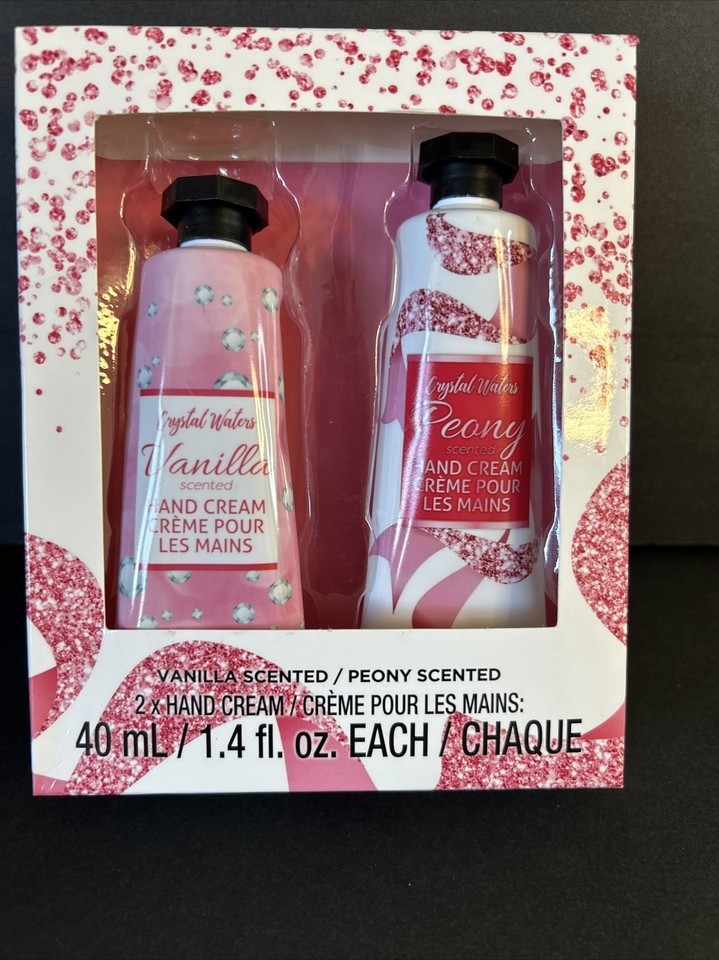 Crystal Waters
Vanilla
scented
HAND CREAM
CRÈME POUR
LES MAINS
Crystal Waters
Peony
scented
HAND CREAM
CRÈME POUR
LES MAINS
VANILLA SCENTED / PEONY SCENTED
2 x HAND CREAM / CRÈME POUR LES MAINS:
40 mL / 1.4 fl. oz. EACH / CHAQUE